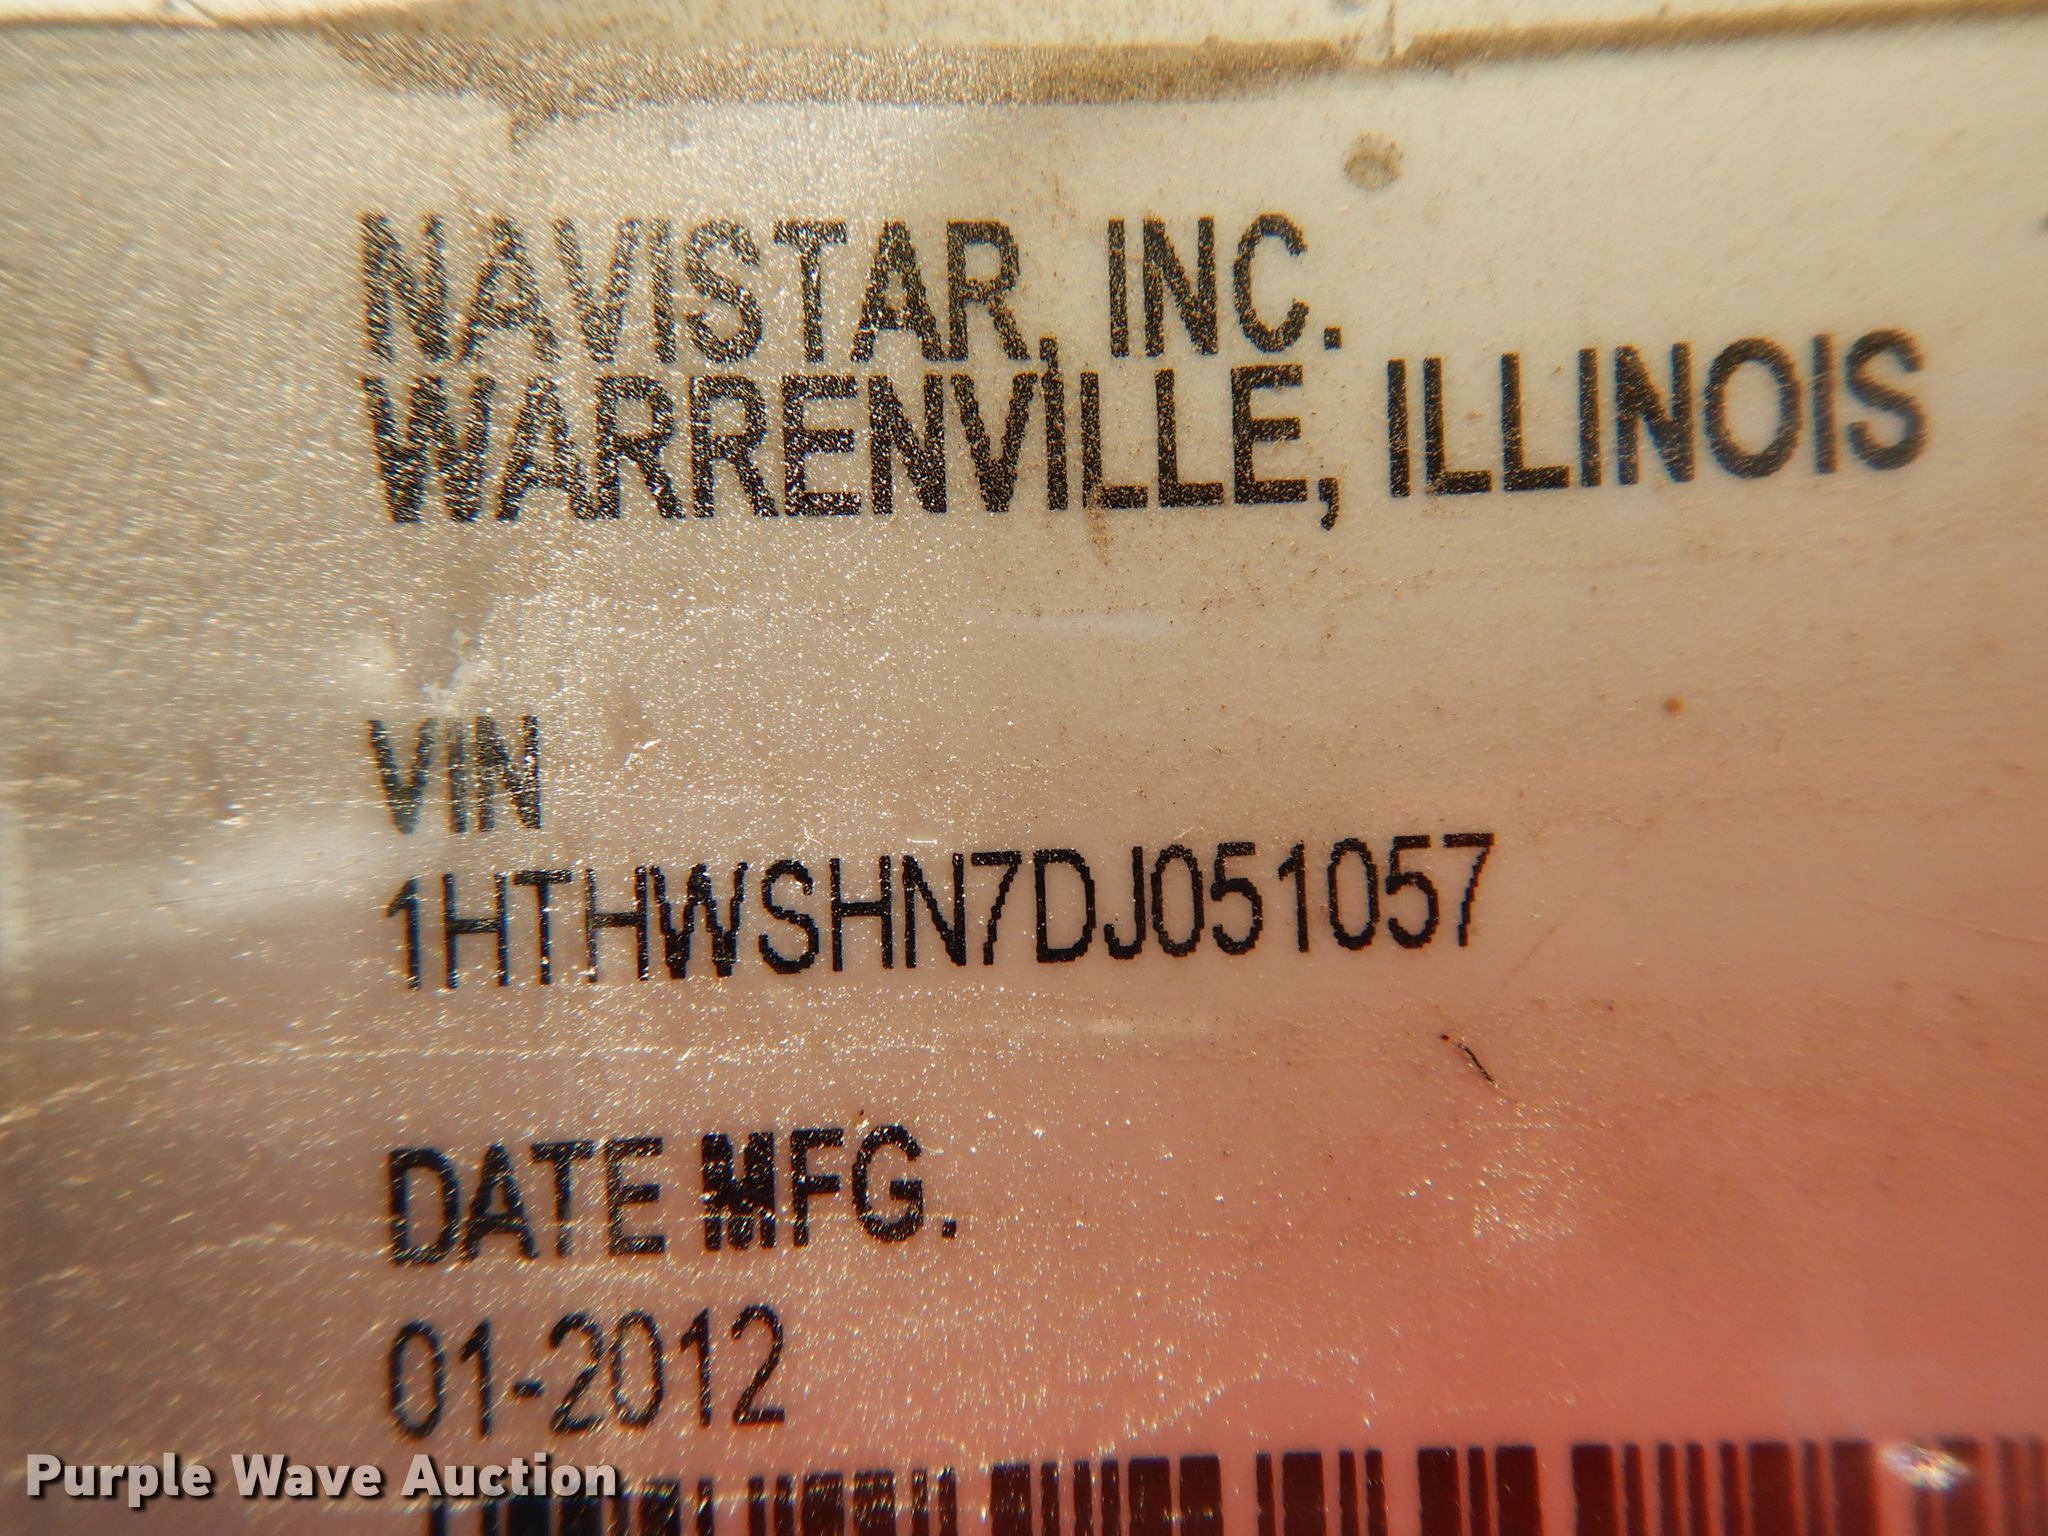 NAVISTAR, INC.
WARRENVILLE, ILLINOIS
VIN
1HTHWSHN7DJ051057
DATE MFG.
01-2012
Purple Wave Auction